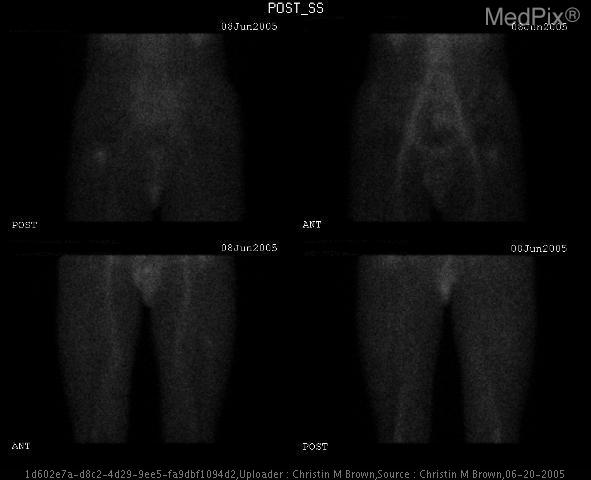 POST_SS
MedPix®
08Jun2005
08Jun2005
POST
ANT
08Jun2005
08Jun2005
ANT
POST
1d602e7a-d8c2-4d29-9ee5-fa9dbf1094d2,Uploader : Christin M Brown,Source : Christin M Brown,06-20-2005